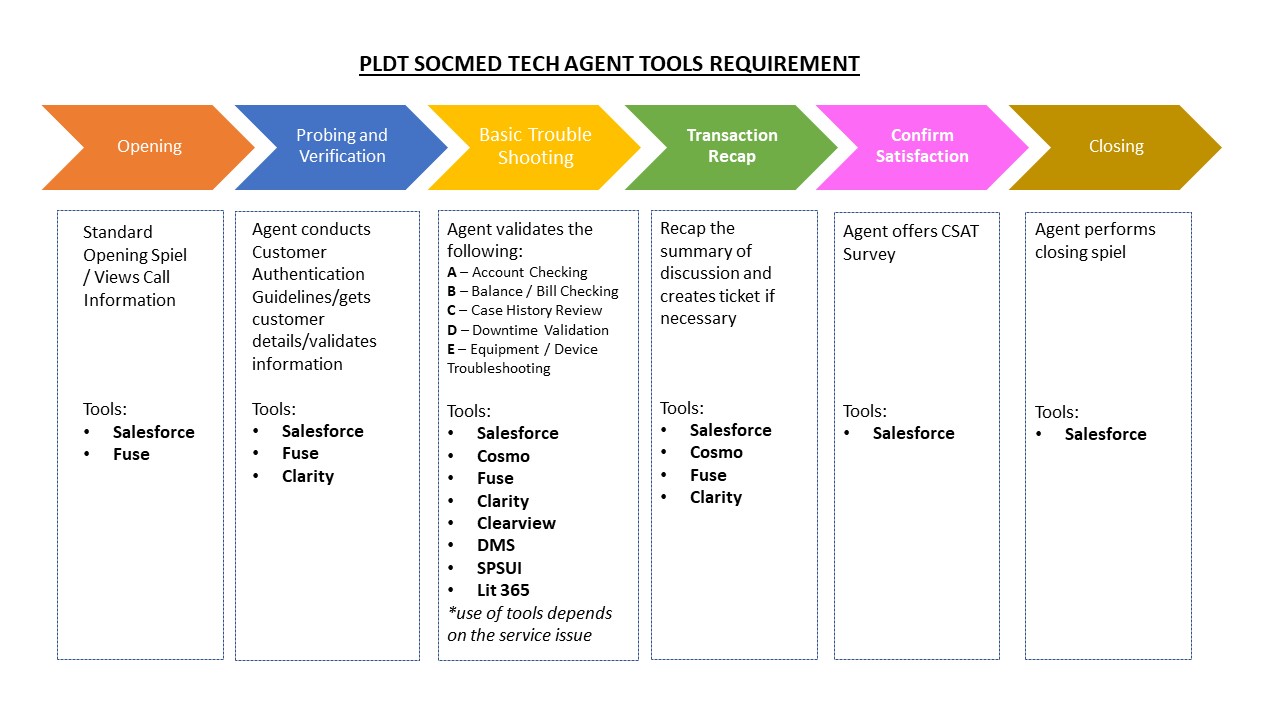 PLDT SOCMED TECH AGENT TOOLS REQUIREMENT
Opening
Probing and
Verification
Basic Trouble
Shooting
Transaction
Recap
Confirm
Satisfaction
Closing
Standard
Opening Spiel
/ Views Call
Information
Tools:
• Salesforce
• Fuse
Agent conducts
Customer
Authentication
Guidelines/gets
customer
details/validates
information
Tools:
• Salesforce
• Fuse
• Clarity
Agent validates the
following:
A – Account Checking
B – Balance / Bill Checking
C – Case History Review
D – Downtime Validation
E – Equipment / Device
Troubleshooting
Tools:
• Salesforce
• Cosmo
• Fuse
• Clarity
• Clearview
• DMS
• SPSUI
• Lit 365
*use of tools depends
on the service issue
Recap the
summary of
discussion and
creates ticket if
necessary
Tools:
• Salesforce
• Cosmo
• Fuse
• Clarity
Agent offers CSAT
Survey
Tools:
• Salesforce
Agent performs
closing spiel
Tools:
• Salesforce